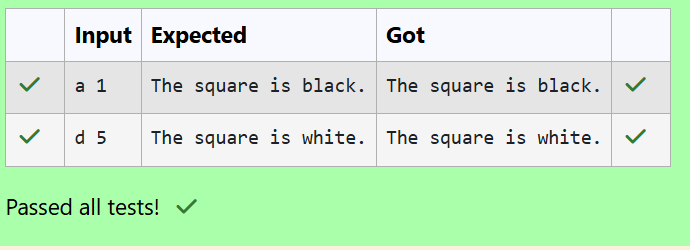 Input Expected Got
a 1 The square is black. The square is black.
d 5 The square is white. The square is white.
Passed all tests!